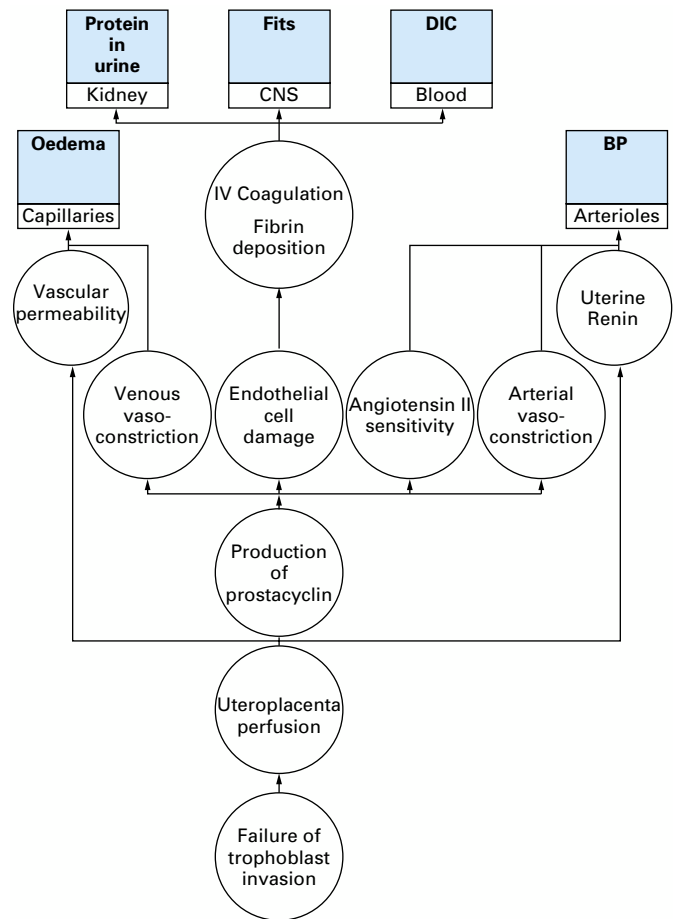 Protein
in
urine
Kidney
Fits
CNS
DIC
Blood
Oedema
Capillaries
BP
Arterioles
IV Coagulation
Fibrin
deposition
Vascular
permeability
Uterine
Renin
Venous
vaso-
constriction
Endothelial
cell
damage
Angiotensin II
sensitivity
Arterial
vaso-
constriction
Production
of
prostacyclin
Uteroplacenta
perfusion
Failure of
trophoblast
invasion